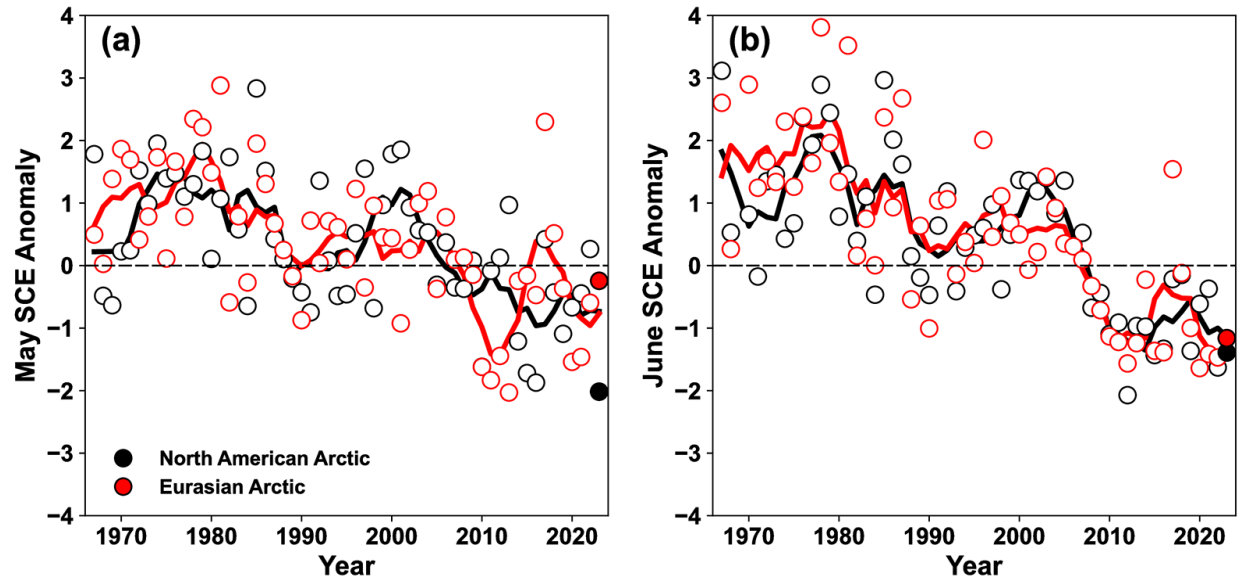 (a)
May SCE Anomaly
4
3
2
1
0
−1
−2
−3
−4
North American Arctic
Eurasian Arctic
1970 1980 1990 2000 2010 2020
Year
(b)
June SCE Anomaly
4
3
2
1
0
−1
−2
−3
−4
1970 1980 1990 2000 2010 2020
Year